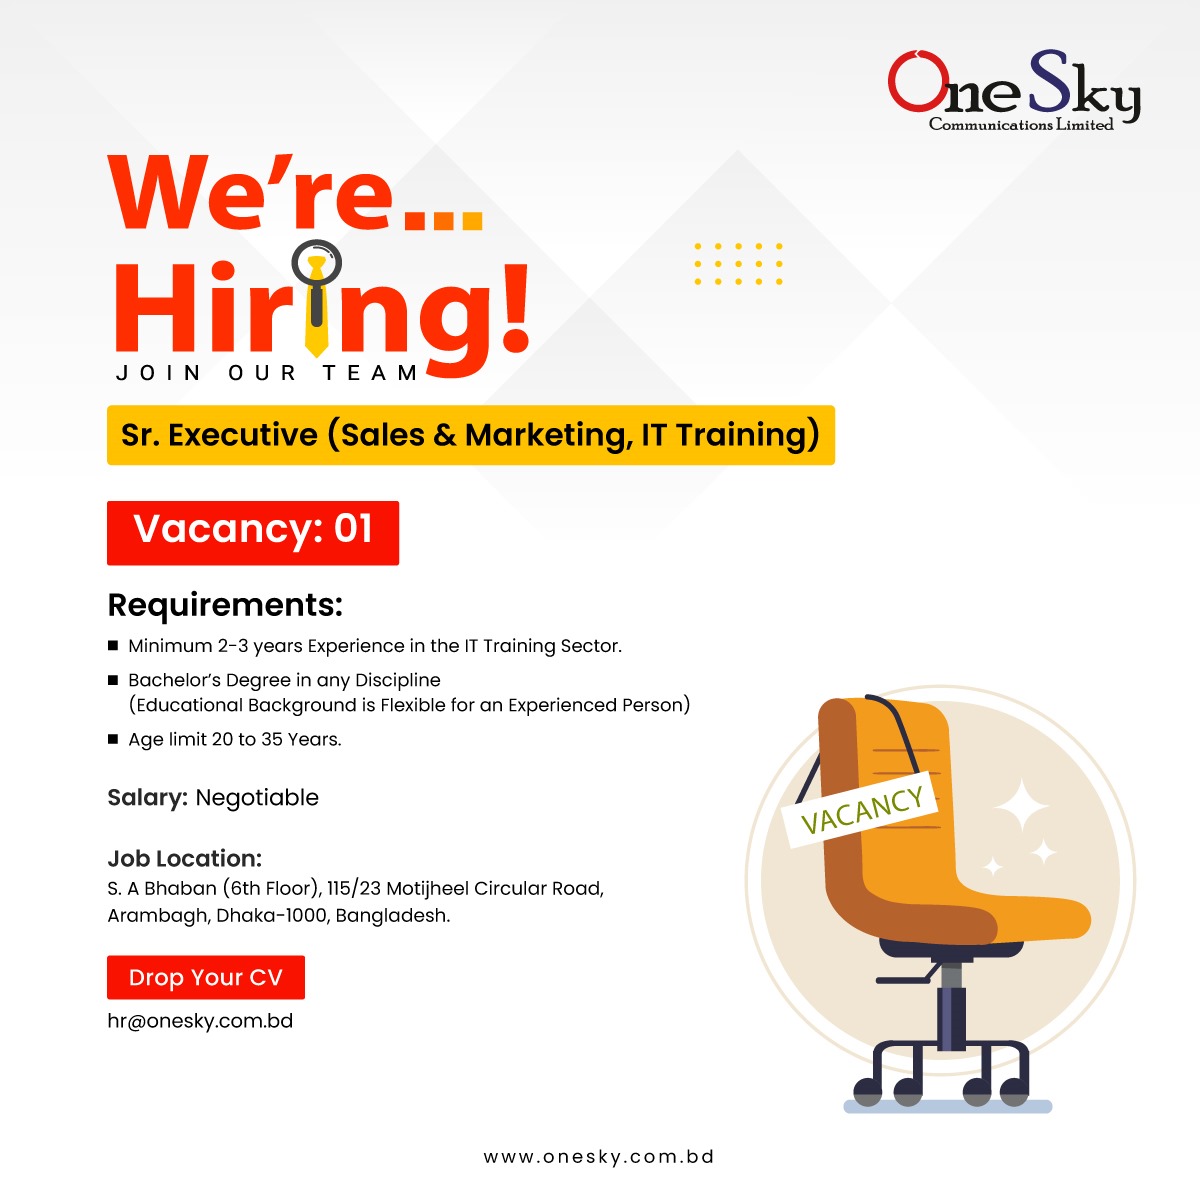 One Sky
Communications Limited
We’re...
Hiring!
JOIN OUR TEAM
Sr. Executive (Sales & Marketing, IT Training)
Vacancy: 01
Requirements:
Minimum 2-3 years Experience in the IT Training Sector.
Bachelor’s Degree in any Discipline
(Educational Background is Flexible for an Experienced Person)
Age limit 20 to 35 Years.
Salary: Negotiable
Job Location:
S. A Bhaban (6th Floor), 115/23 Motijheel Circular Road,
Arambagh, Dhaka-1000, Bangladesh.
Drop Your CV
hr@onesky.com.bd
VACANCY
www.onesky.com.bd